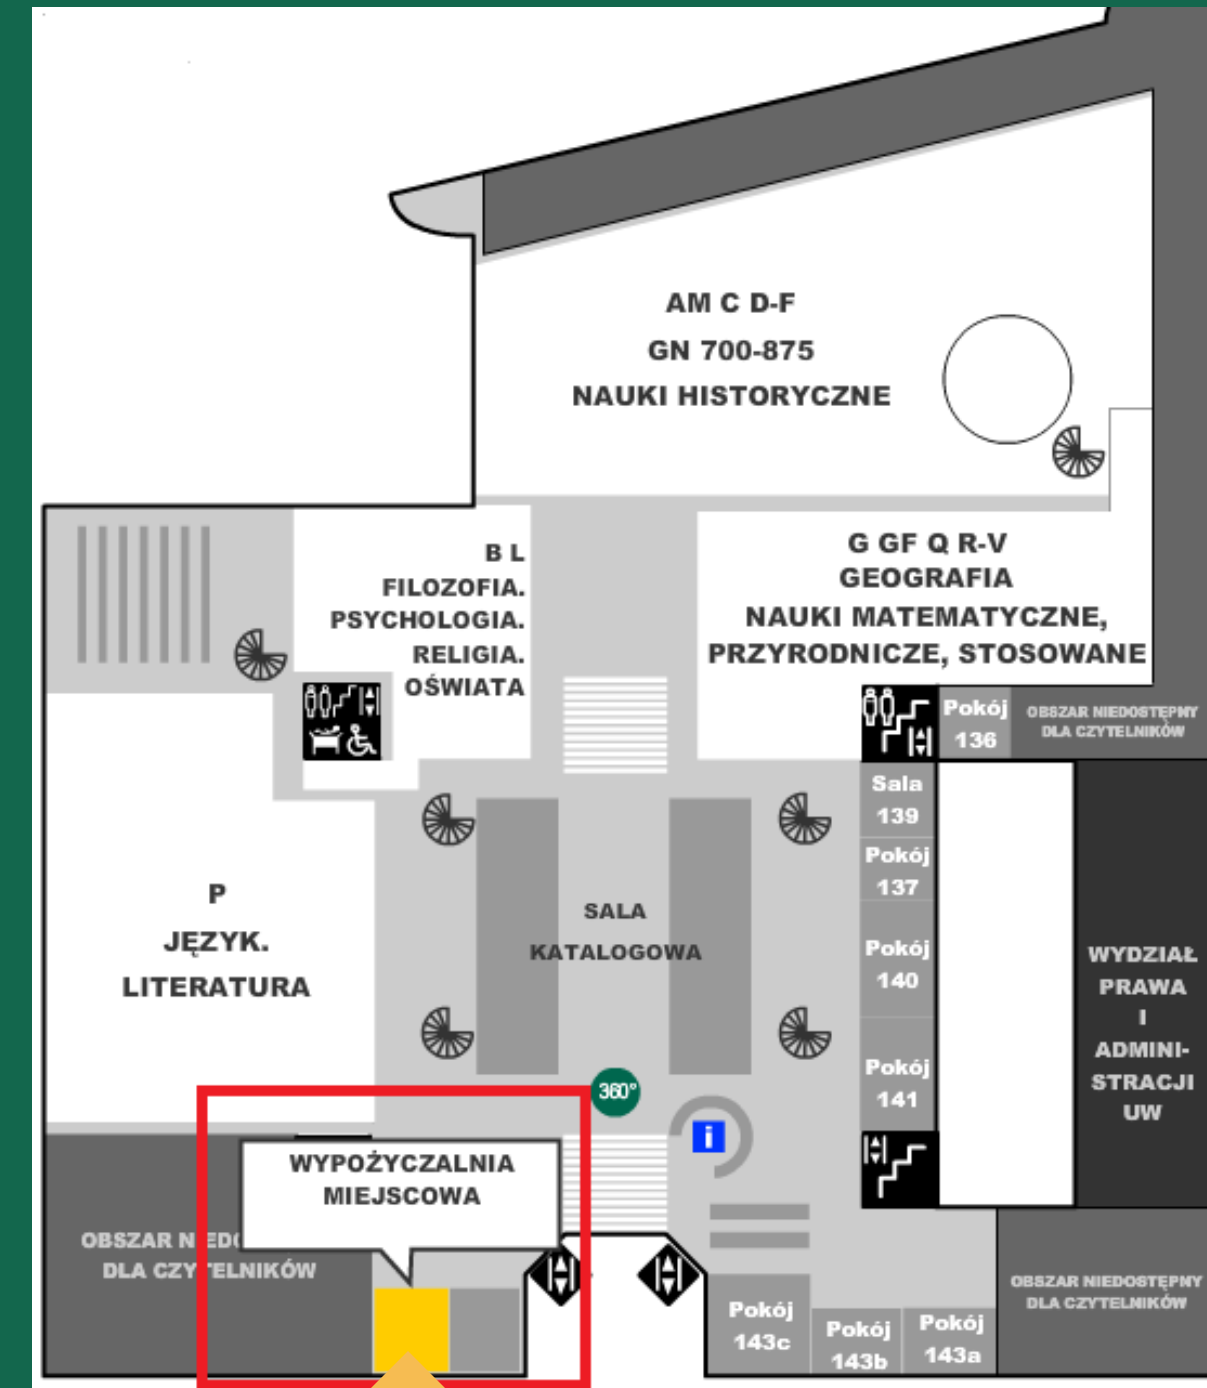 AM C D-F
GN 700-875
NAUKI HISTORYCZNE
B L
FILOZOFIA.
PSYCHOLOGIA.
RELIGIA.
OŚWIATA
G GF Q R-V
GEOGRAFIA
NAUKI MATEMATYCZNE,
PRZYRODNICZE, STOSOWANE
Pokój
136
OBSZAR NIEDOSTĘPNY
DLA CZYTELNIKÓW
Sala
139
Pokój
137
Pokój
140
Pokój
141
P
JĘZYK.
LITERATURA
SALA
KATALOGOWA
WYDZIAŁ
PRAWA
I
ADMINI-
STRACJI
UW
360°
i
WYPOŻYCZALNIA
MIEJSCOWA
OBSZAR NIEDO
DLA CZYTELNIKÓW
Pokój
143c
Pokój
143b
Pokój
143a
OBSZAR NIEDOSTĘPNY
DLA CZYTELNIKÓW